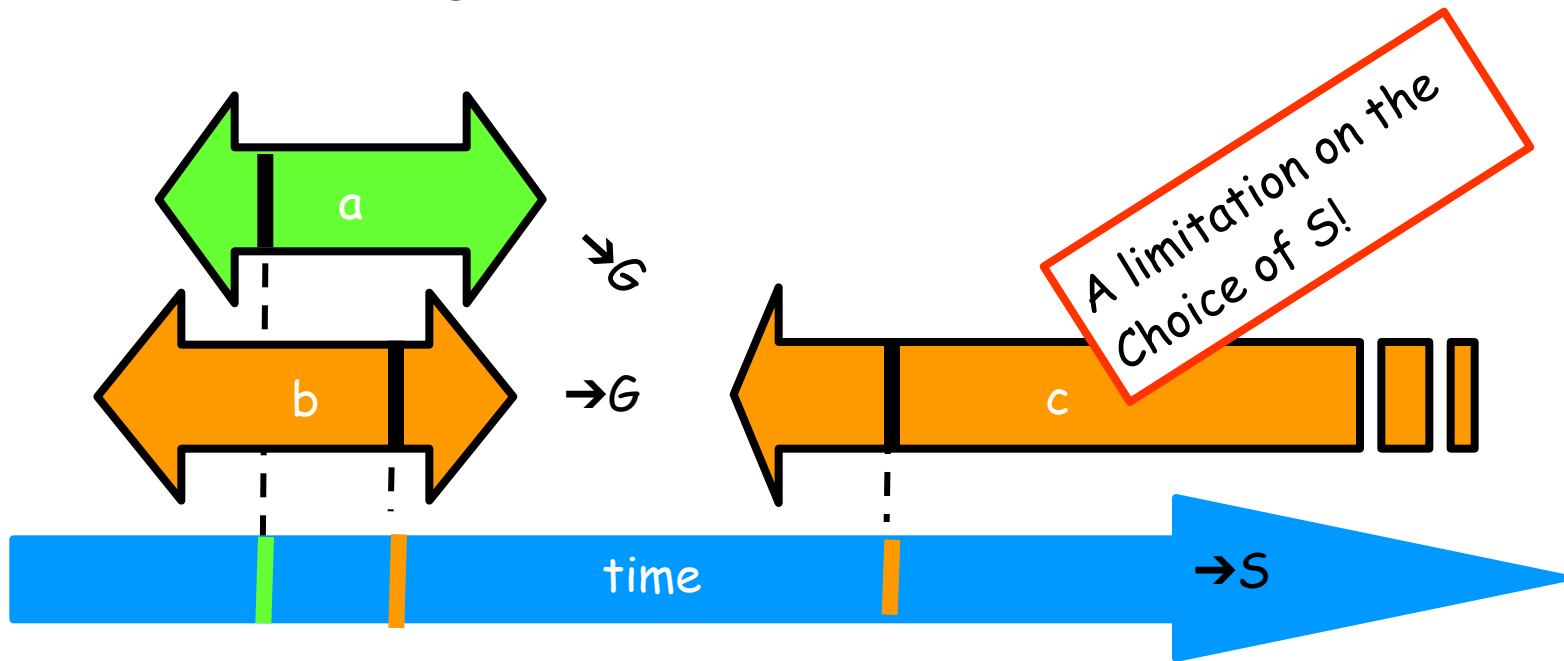 A limitation on the
Choice of S!
a
➔G
b
➔G
c
time
➔S